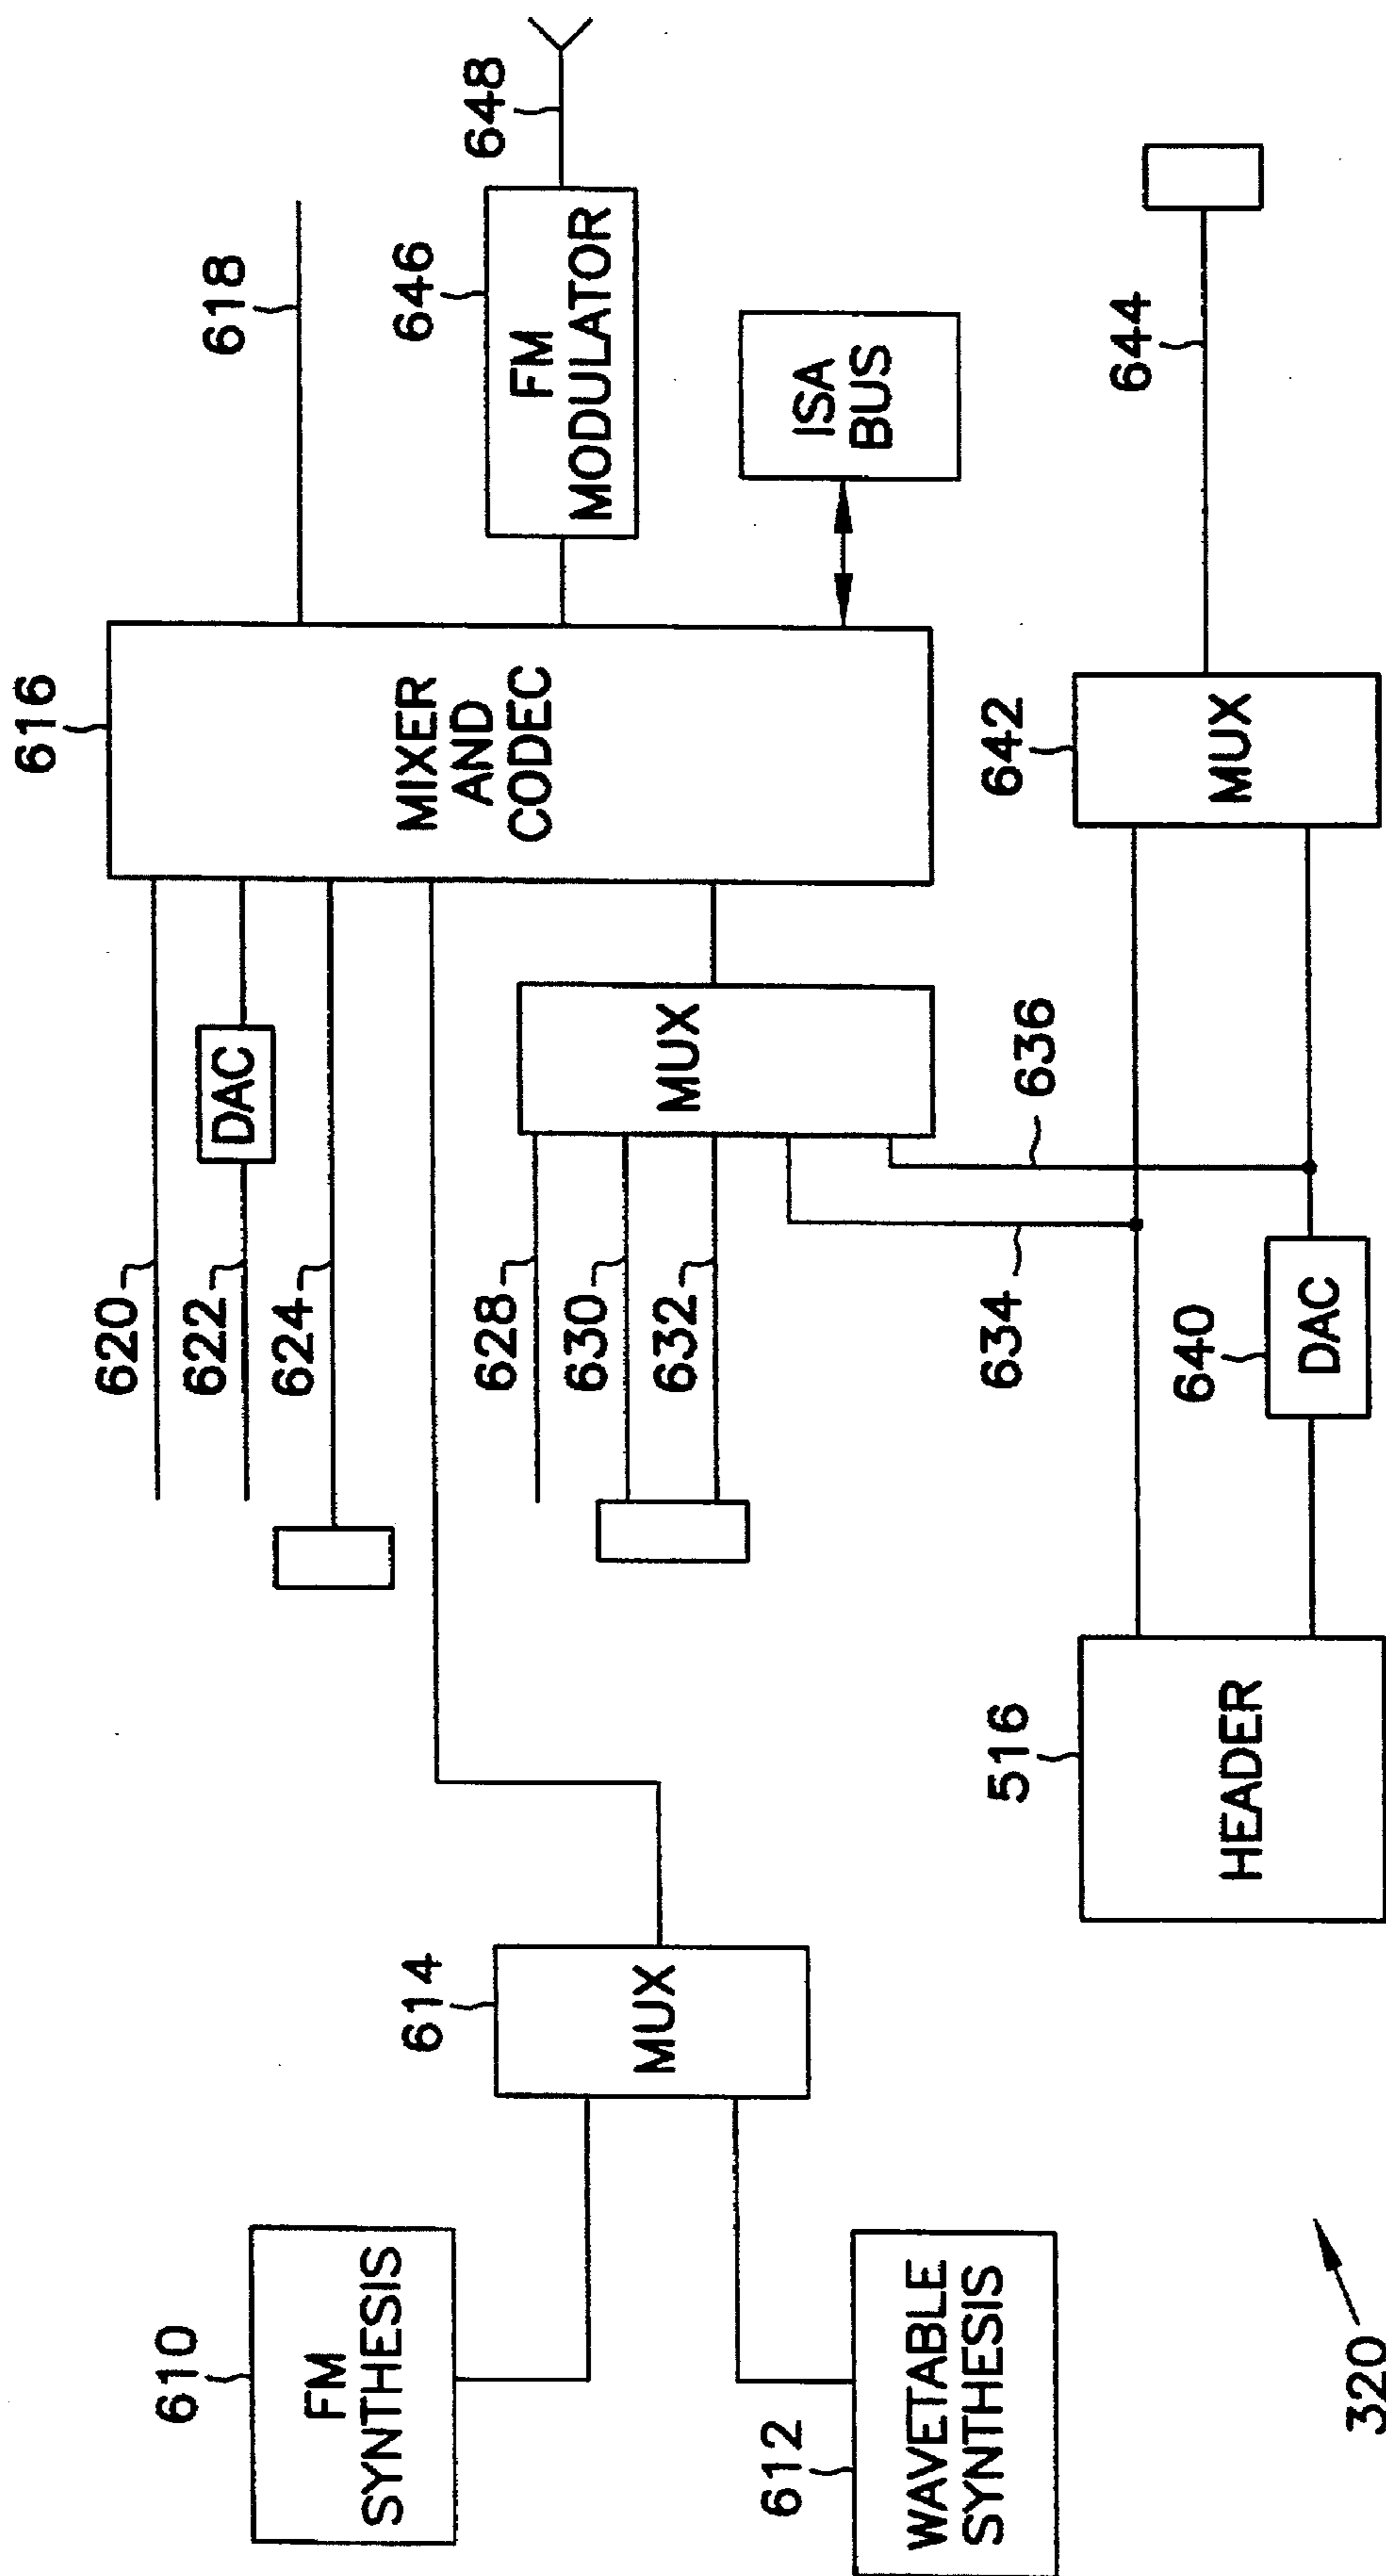 610
FM
SYNTHESIS
612
WAVETABLE
SYNTHESIS
614
MUX
620
622
DAC
624
616
MIXER
AND
CODEC
618
646
FM
MODULATOR
648
ISA
BUS
628
630
632
MUX
634
636
516
HEADER
640
DAC
642
MUX
644
320